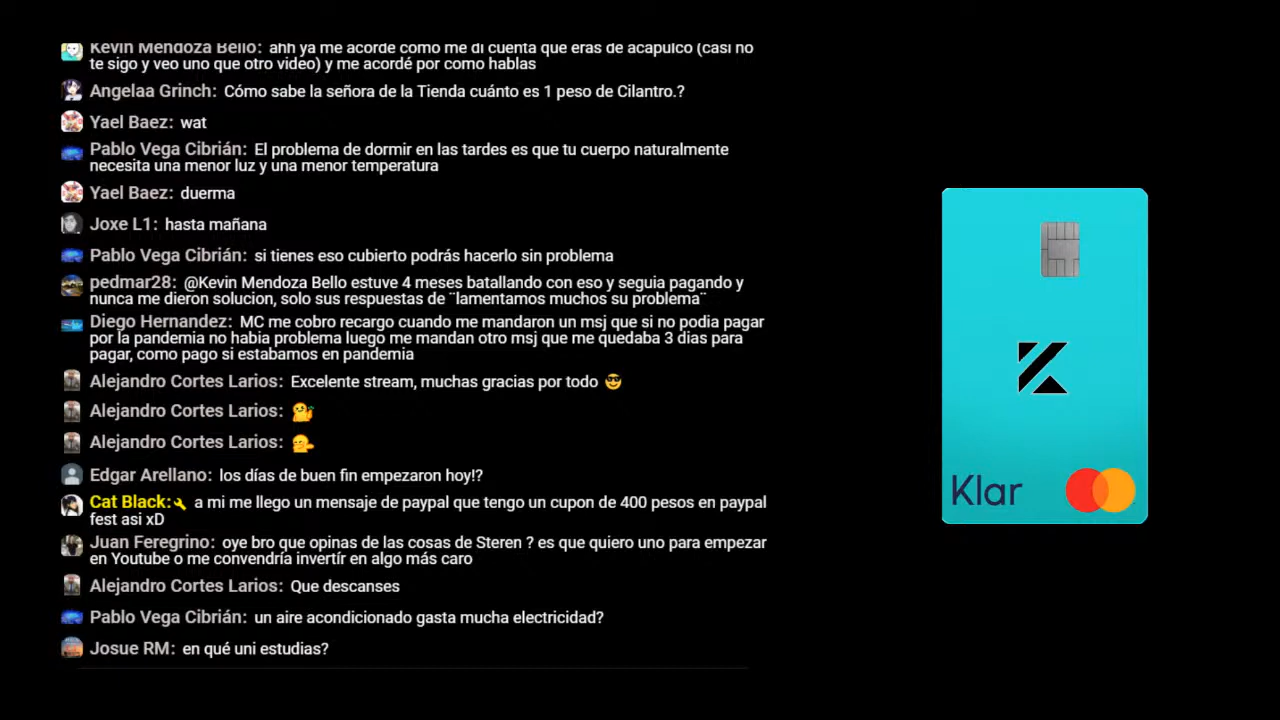 Kevin Mendoza Bello: ahh ya me acorde como me di cuenta que eras de acapulco (casi no
te sigo y veo uno que otro video) y me acordé por como hablas
Angelaa Grinch: Cómo sabe la señora de la Tienda cuánto es 1 peso de Cilantro.?
Yael Baez: wat
Pablo Vega Cibrián: El problema de dormir en las tardes es que tu cuerpo naturalmente
necesita una menor luz y una menor temperatura
Yael Baez: duerma
Joxe L1: hasta mañana
Pablo Vega Cibrián: si tienes eso cubierto podrás hacerlo sin problema
pedmar28: @Kevin Mendoza Bello estuve 4 meses batallando con eso y seguia pagando y
nunca me dieron solucion, solo sus respuestas de ¨lamentamos muchos su problema¨
Diego Hernandez: MC me cobro recargo cuando me mandaron un msj que si no podia pagar
por la pandemia no habia problema luego me mandan otro msj que me quedaba 3 dias para
pagar, como pago si estabamos en pandemia
Alejandro Cortes Larios: Excelente stream, muchas gracias por todo 😎
Alejandro Cortes Larios:
Alejandro Cortes Larios:
Edgar Arellano: los días de buen fin empezaron hoy!?
Cat Black: a mi me llego un mensaje de paypal que tengo un cupon de 400 pesos en paypal
fest asi xD
Juan Feregrino: oye bro que opinas de las cosas de Steren ? es que quiero uno para empezar
en Youtube o me convendría invertír en algo más caro
Alejandro Cortes Larios: Que descanses
Pablo Vega Cibrián: un aire acondicionado gasta mucha electricidad?
Josue RM: en qué uni estudias?
Klar